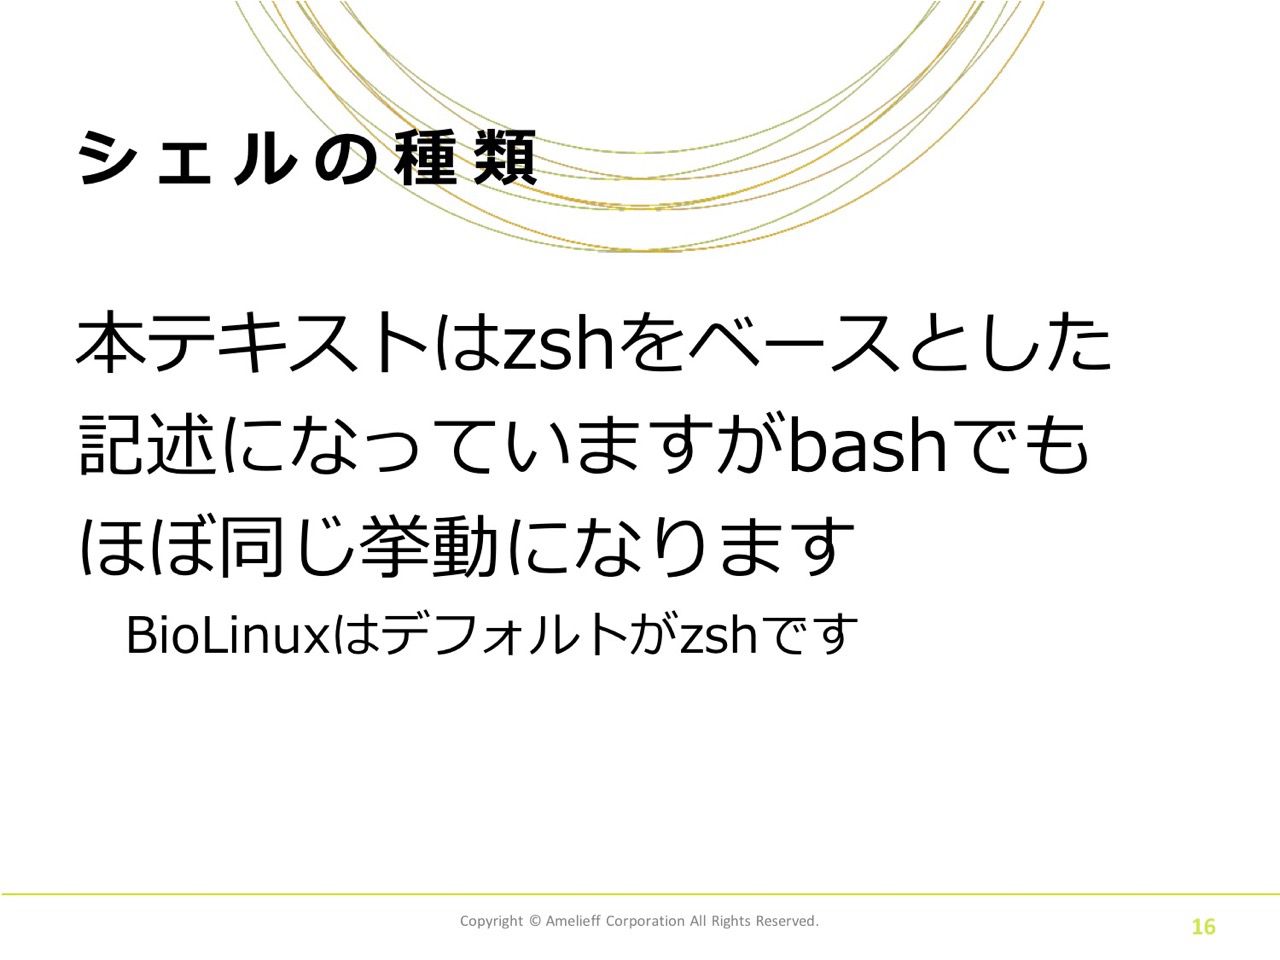 シェルの種類
本テキストはzshをベースとした
記述になっていますがbashでも
ほぼ同じ挙動になります
BioLinuxはデフォルトがzshです
Copyright © Amelieff Corporation All Rights Reserved.
16